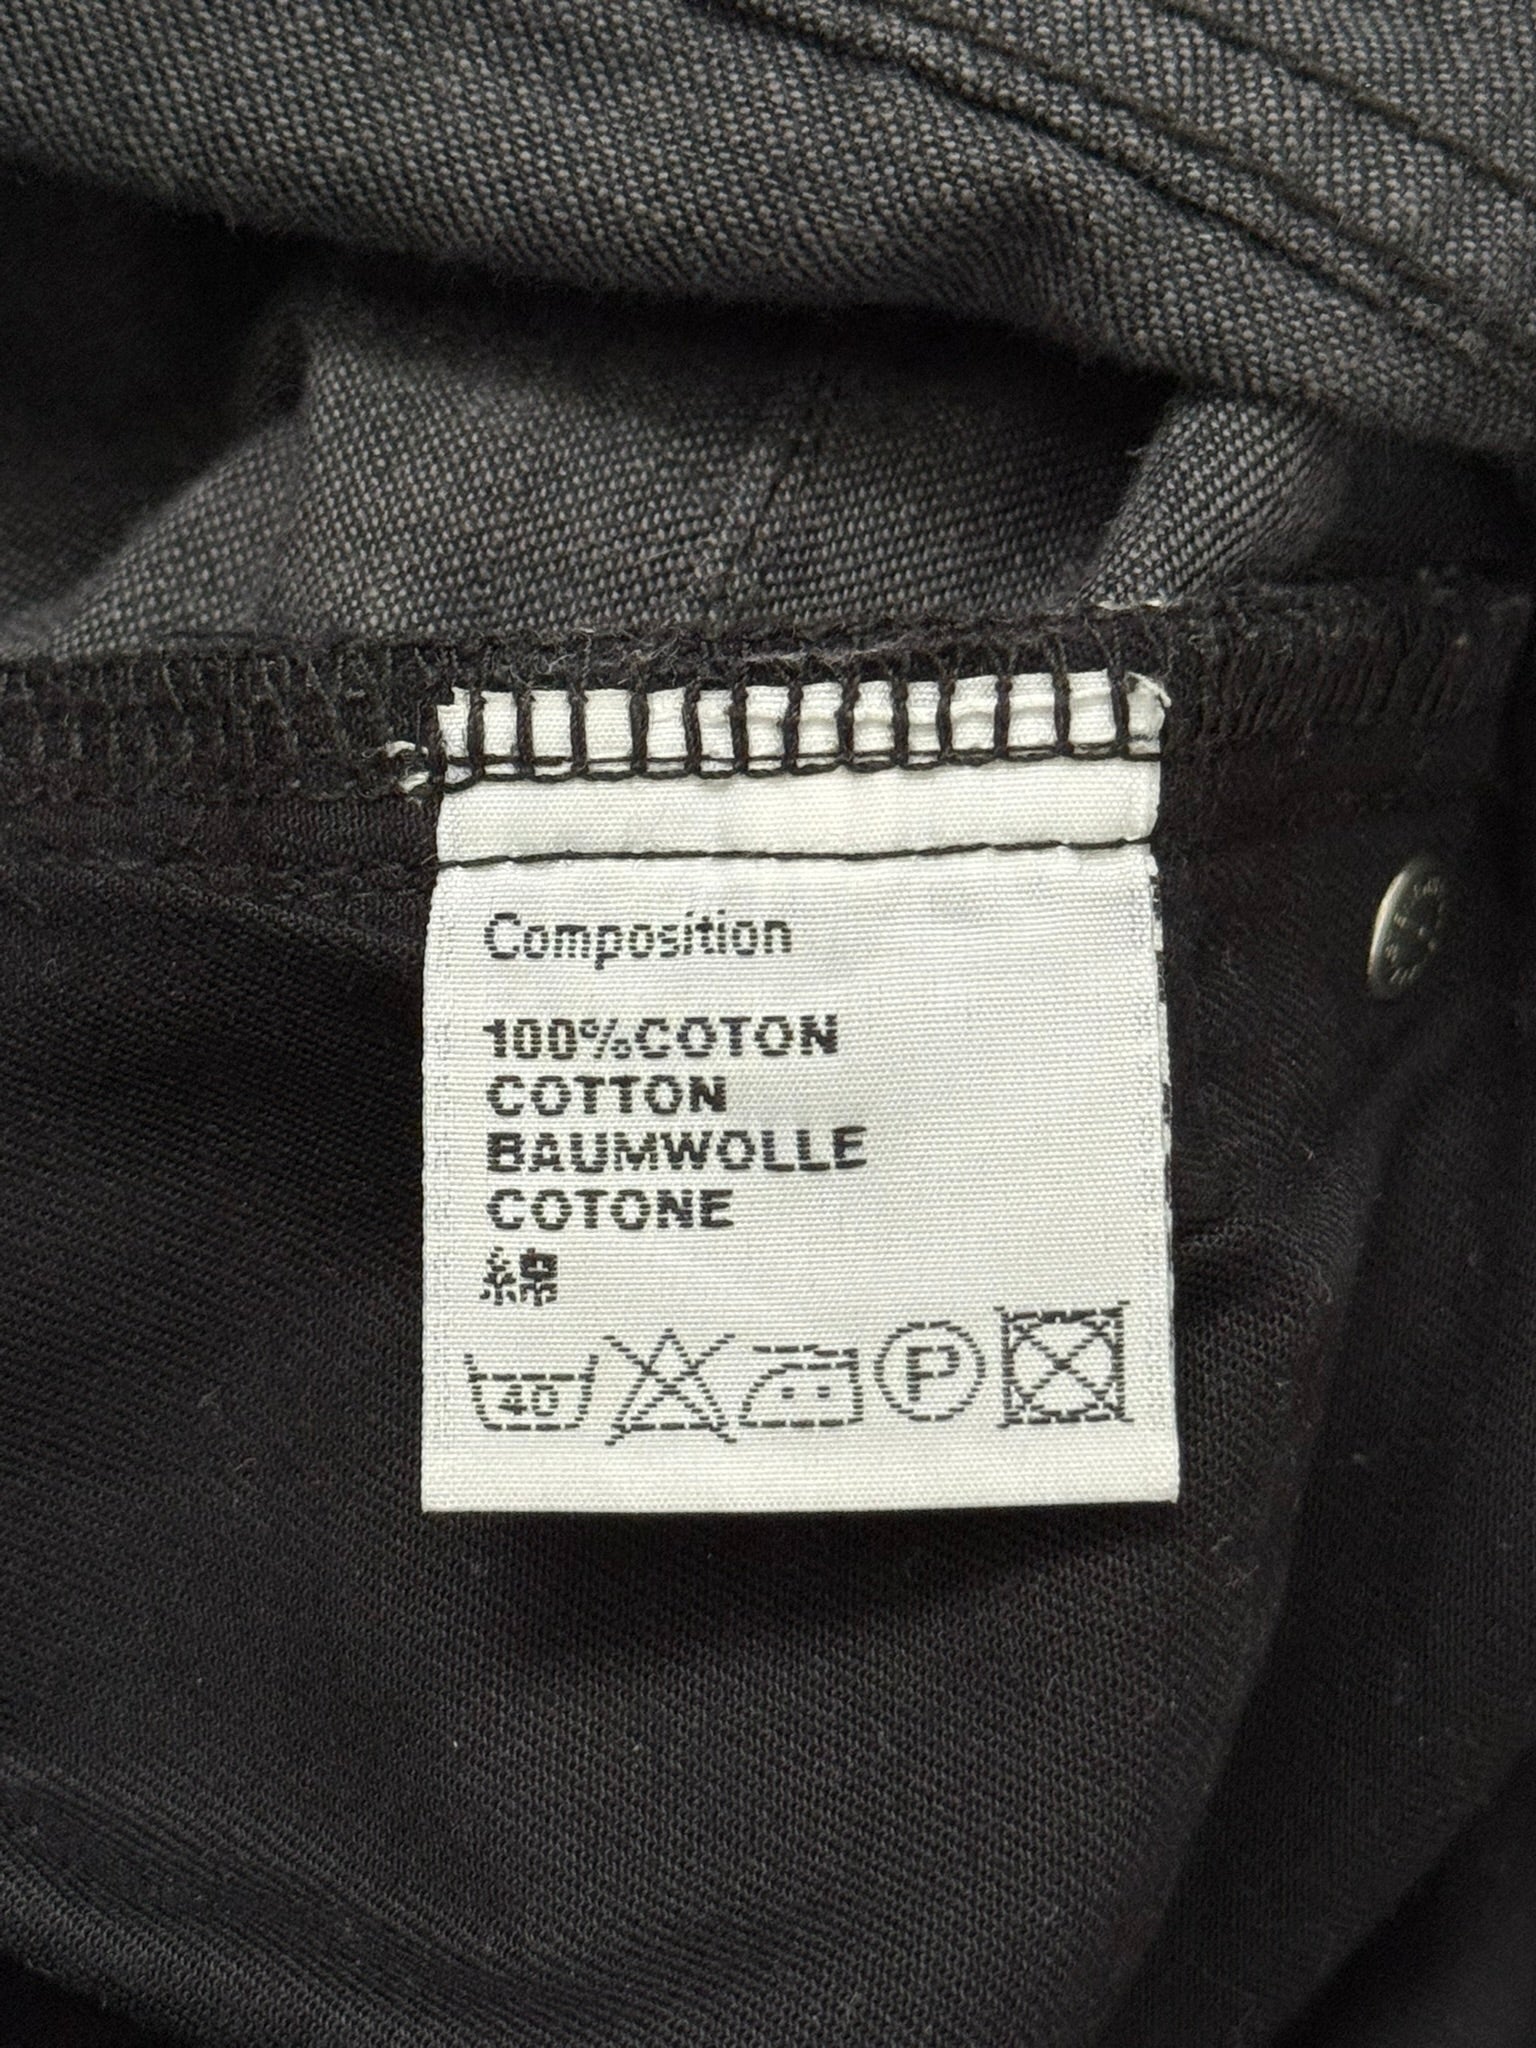 Composition
100%COTON
COTTON
BAUMWOLLE
COTONE
綿
40 P